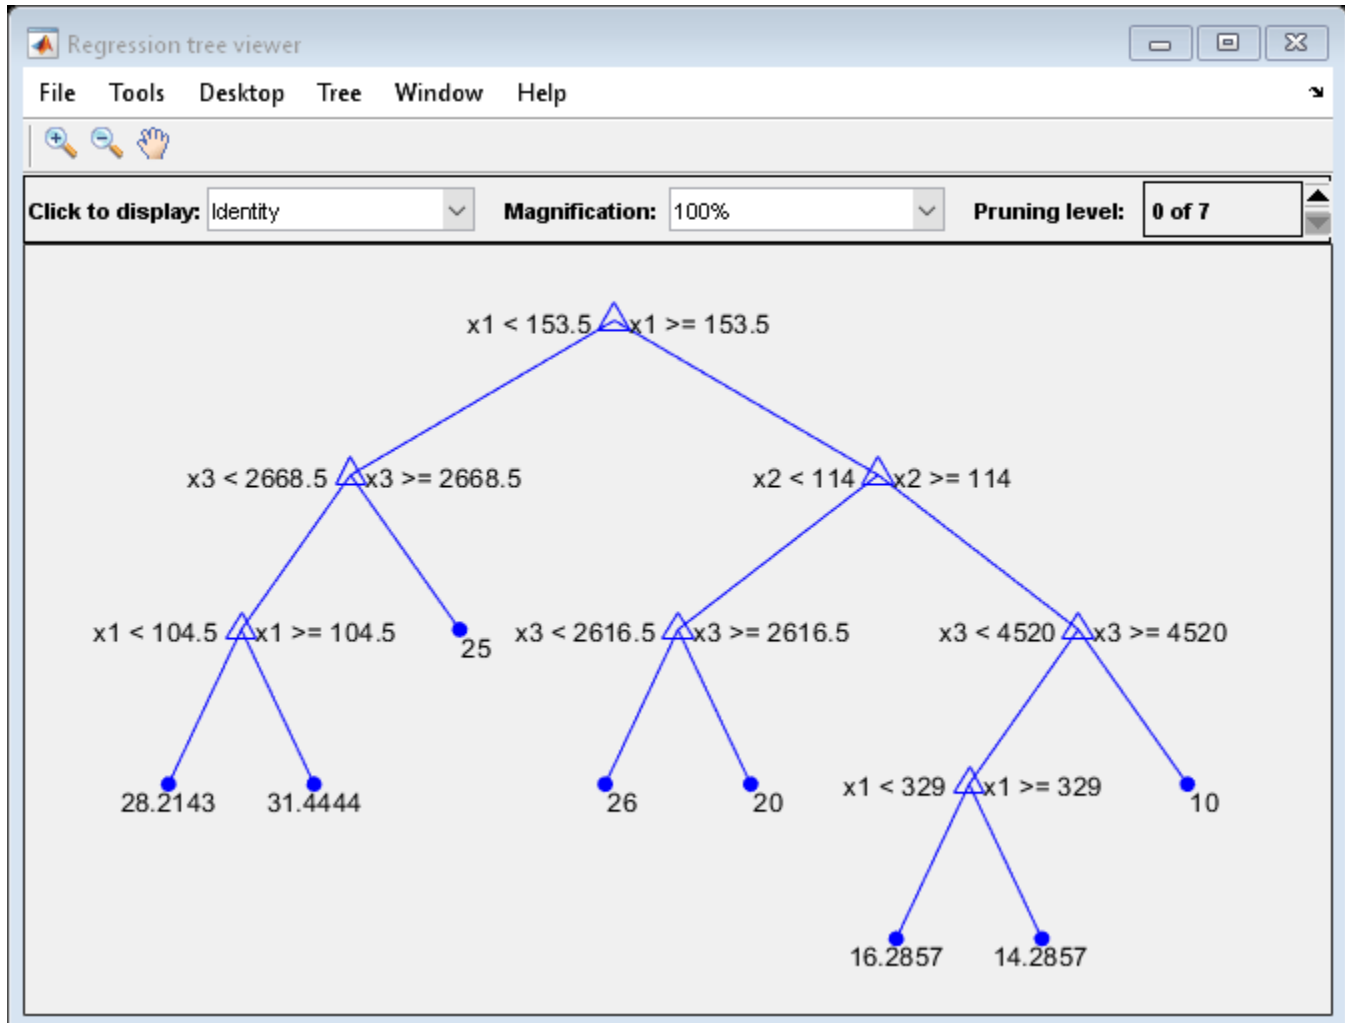 Regression tree viewer
File Tools Desktop Tree Window Help
Click to display: Identity Magnification: 100% Pruning level: 0 of 7
x1 < 153.5 x1 >= 153.5
x3 < 2668.5 x3 >= 2668.5 x2 < 114 x2 >= 114
x1 < 104.5 x1 >= 104.5 25 x3 < 2616.5 x3 >= 2616.5 x3 < 4520 x3 >= 4520
28.2143 31.4444 26 20 x1 < 329 x1 >= 329 10
16.2857 14.2857